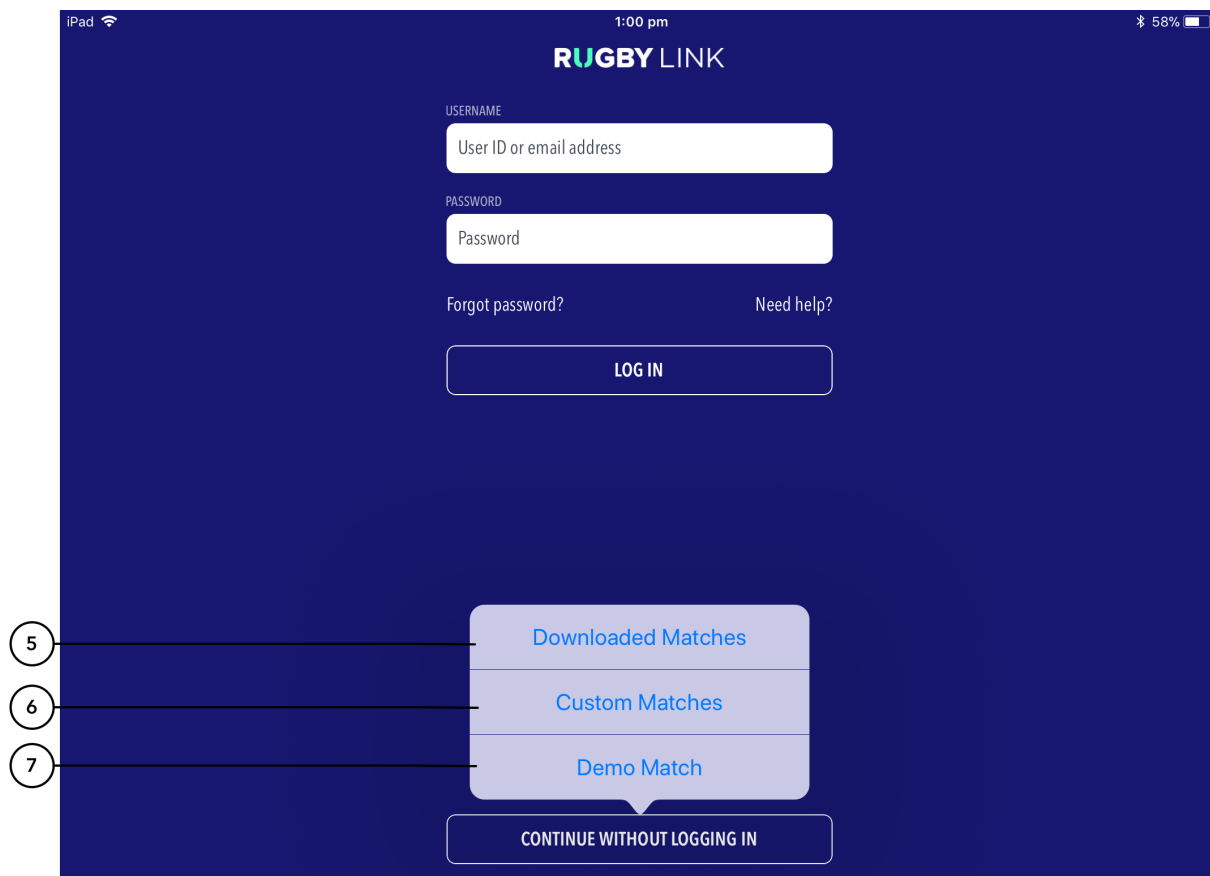 iPad 1:00 pm 58%
RUGBY LINK
USERNAME
User ID or email address
PASSWORD
Password
Forgot password? Need help?
LOG IN
5 Downloaded Matches
6 Custom Matches
7 Demo Match
CONTINUE WITHOUT LOGGING IN